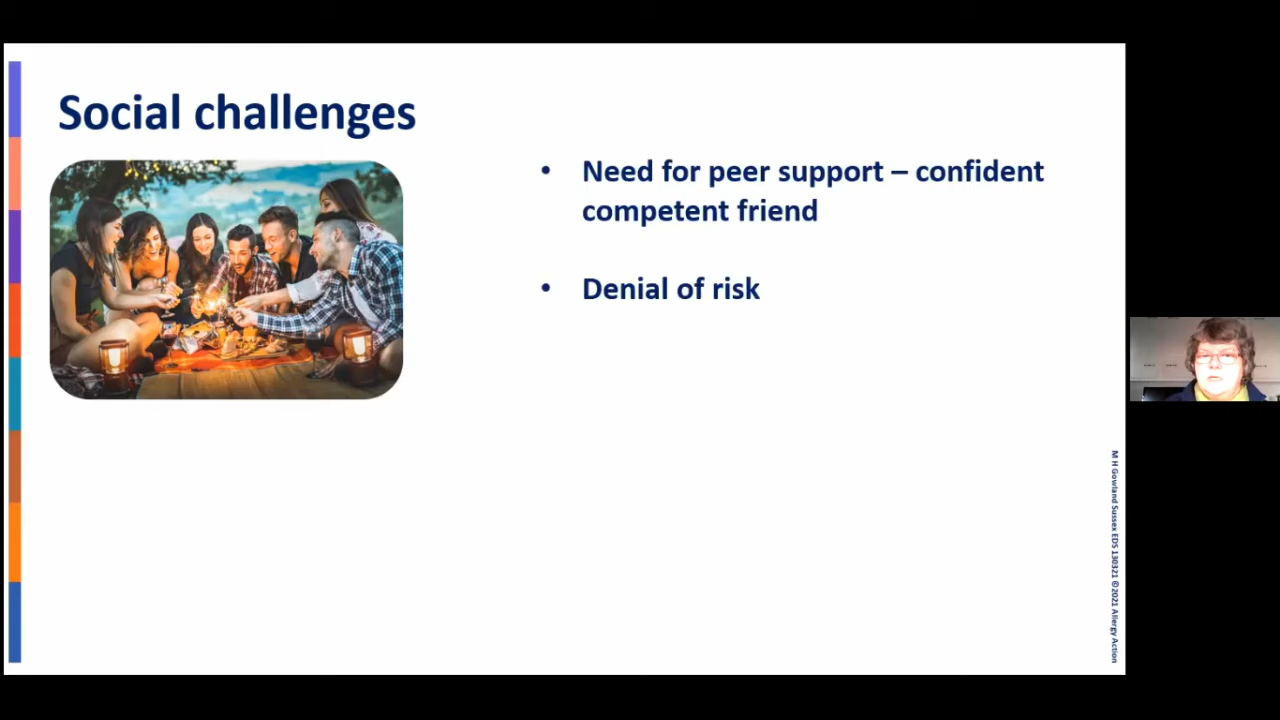 Social challenges
• Need for peer support – confident
competent friend
• Denial of risk
M H Gowland Sussex EDS 130321 ©2021 Allergy Action